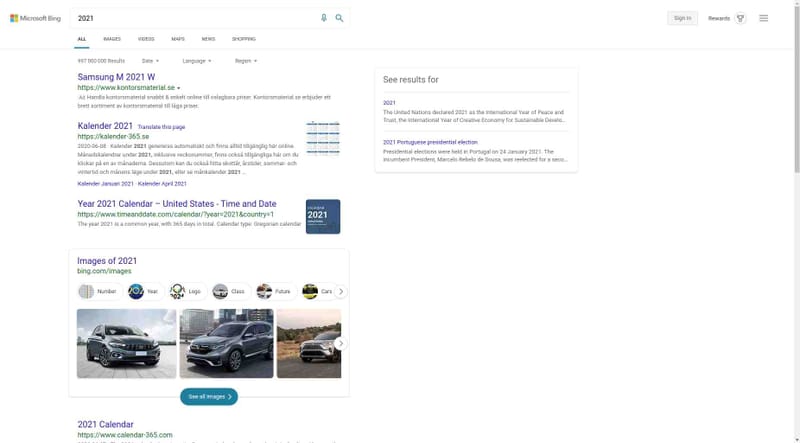 Microsoft Bing
2021
Sign in
Rewards
ALL IMAGES VIDEOS MAPS NEWS SHOPPING
997 000 000 Results Date Language Region
Samsung M 2021 W
https://www.kontorsmaterial.se
Ad Handla kontorsmaterial snabbt & enkelt online till oslagbara priser. Kontorsmaterial.se erbjuder ett
brett sortiment av kontorsmaterial till låga priser.
Kalender 2021 Translate this page
https://kalender-365.se
2020-06-08 · Kalender 2021 genereras automatiskt och finns alltid tillgänglig här online.
Månadskalendrar under 2021, inklusive veckonummer, finns också tillgängliga här om du
klickar på en av månaderna. Dessutom kan du också hitta skottår, årstider, sommar- och
vintertid och månens läge under 2021, eller se månkalender 2021 ...
Kalender Januari 2021 · Kalender April 2021
Year 2021 Calendar – United States - Time and Date
https://www.timeanddate.com/calendar/?year=2021&country=1
The year 2021 is a common year, with 365 days in total. Calendar type: Gregorian calendar
CALENDAR
2021
Images of 2021
bing.com/images
Number Year Logo Class Future Cars
See all images
2021 Calendar
https://www.calendar-365.com
See results for
2021
The United Nations declared 2021 as the International Year of Peace and
Trust, the International Year of Creative Economy for Sustainable Develo...
2021 Portuguese presidential election
Presidential elections were held in Portugal on 24 January 2021. The
incumbent President, Marcelo Rebelo de Sousa, was reelected for a seco...